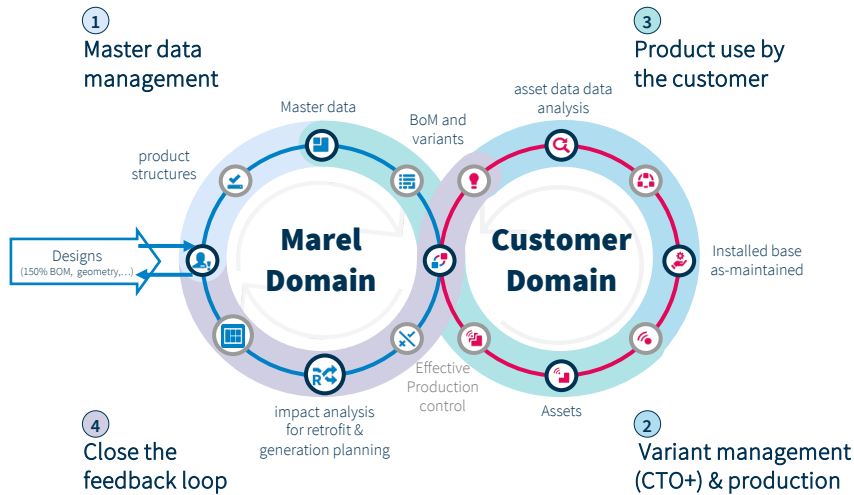 1
Master data
management
3
Product use by
the customer
Master data
BoM and
variants
asset data data
analysis
product
structures
Marel
Domain
Customer
Domain
Designs
(150% BOM, geometry,...)
Installed base
as-maintained
R
Effective
Production
control
impact analysis
for retrofit &
generation planning
Assets
4
Close the
feedback loop
2
Variant management
(CTO+) & production